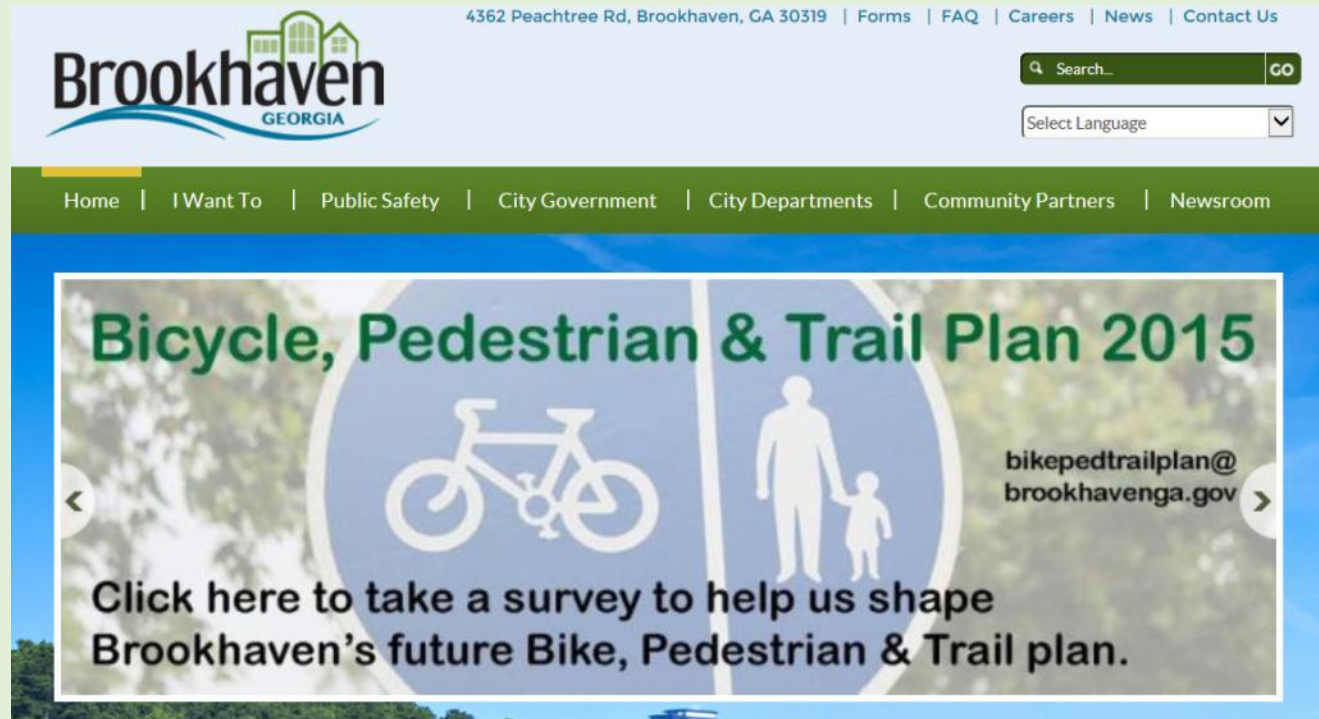 4362 Peachtree Rd, Brookhaven, GA 30319 | Forms | FAQ | Careers | News | Contact Us
Brookhaven
GEORGIA
Search...
GO
Select Language
Home | I Want To | Public Safety | City Government | City Departments | Community Partners | Newsroom
Bicycle, Pedestrian & Trail Plan 2015
bikepedtrailplan@
brookhavenga.gov
Click here to take a survey to help us shape
Brookhaven's future Bike, Pedestrian & Trail plan.